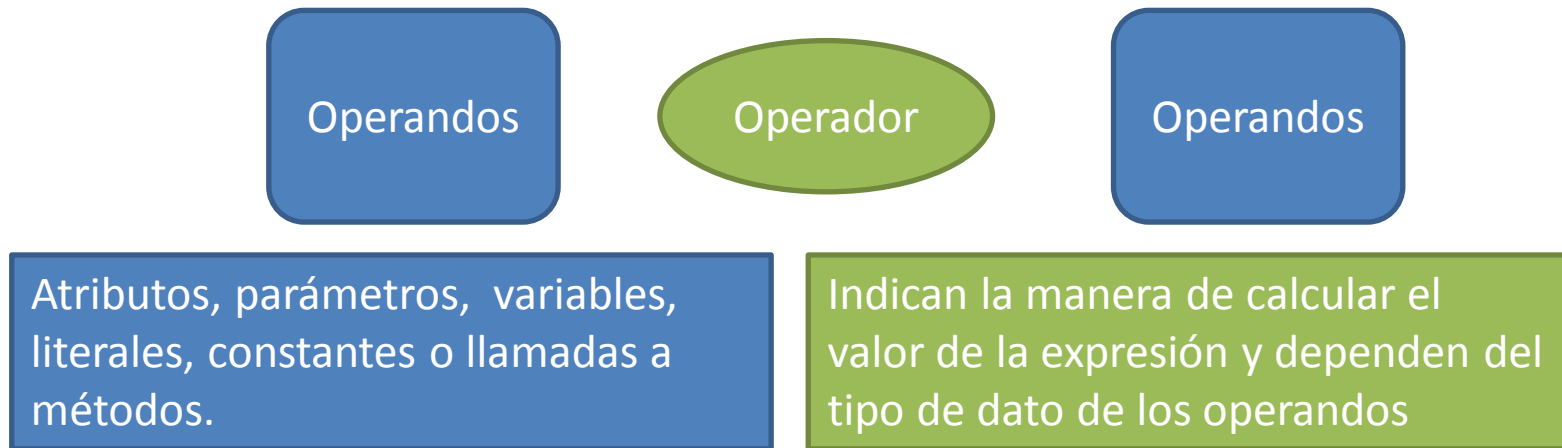 Operandos
Operador
Operandos
Atributos, parámetros, variables,
literales, constantes o llamadas a
métodos.
Indican la manera de calcular el
valor de la expresión y dependen del
tipo de dato de los operandos